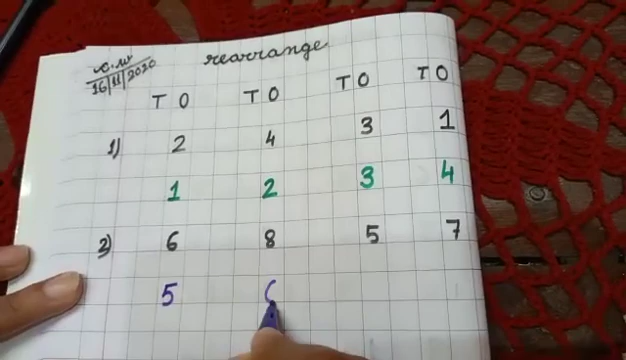 c.w
16/11/2020
rearrange
T O T O T O T O
1) 2 4 3 1
1 2 3 4
2) 6 8 5 7
5